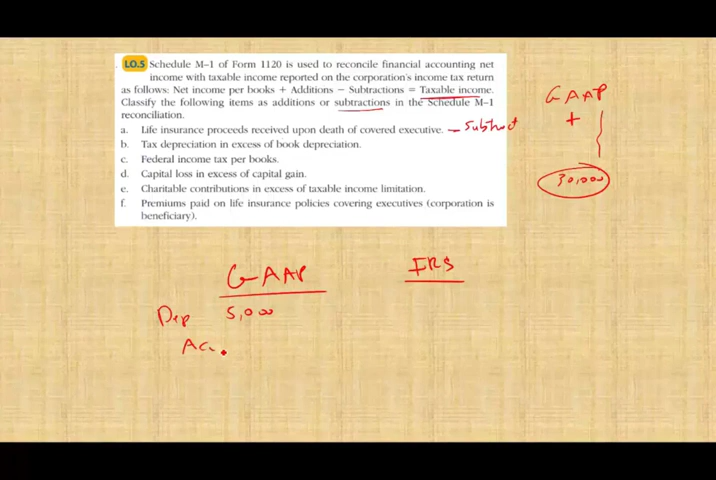 L.O.5 Schedule M–1 of Form 1120 is used to reconcile financial accounting net
income with taxable income reported on the corporation's income tax return
as follows: Net income per books + Additions − Subtractions = Taxable income.
Classify the following items as additions or subtractions in the Schedule M–1
reconciliation.
a. Life insurance proceeds received upon death of covered executive. – Subtract
b. Tax depreciation in excess of book depreciation.
c. Federal income tax per books.
d. Capital loss in excess of capital gain.
e. Charitable contributions in excess of taxable income limitation.
f. Premiums paid on life insurance policies covering executives (corporation is
beneficiary).
GAAP
+
30,000
GAAP IRS
Dep 5,000
Ac